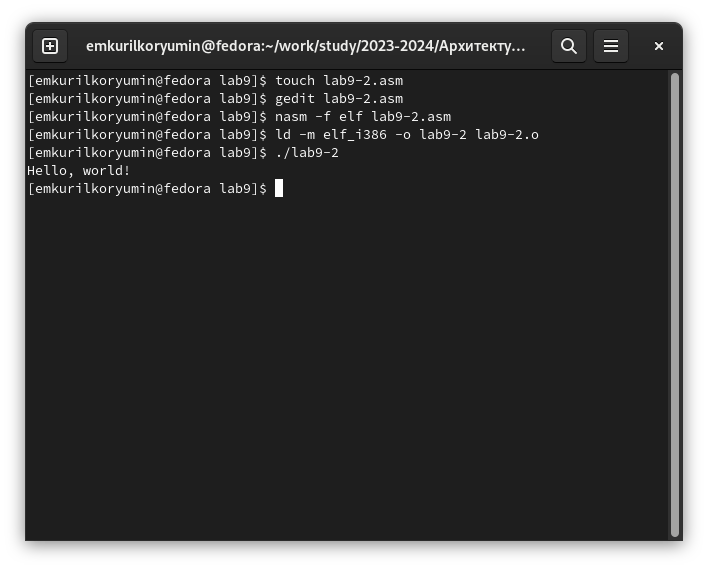 emkurilkoryumin@fedora:~/work/study/2023-2024/Архитекту...
[emkurilkoryumin@fedora lab9]$ touch lab9-2.asm
[emkurilkoryumin@fedora lab9]$ gedit lab9-2.asm
[emkurilkoryumin@fedora lab9]$ nasm -f elf lab9-2.asm
[emkurilkoryumin@fedora lab9]$ ld -m elf_i386 -o lab9-2 lab9-2.o
[emkurilkoryumin@fedora lab9]$ ./lab9-2
Hello, world!
[emkurilkoryumin@fedora lab9]$